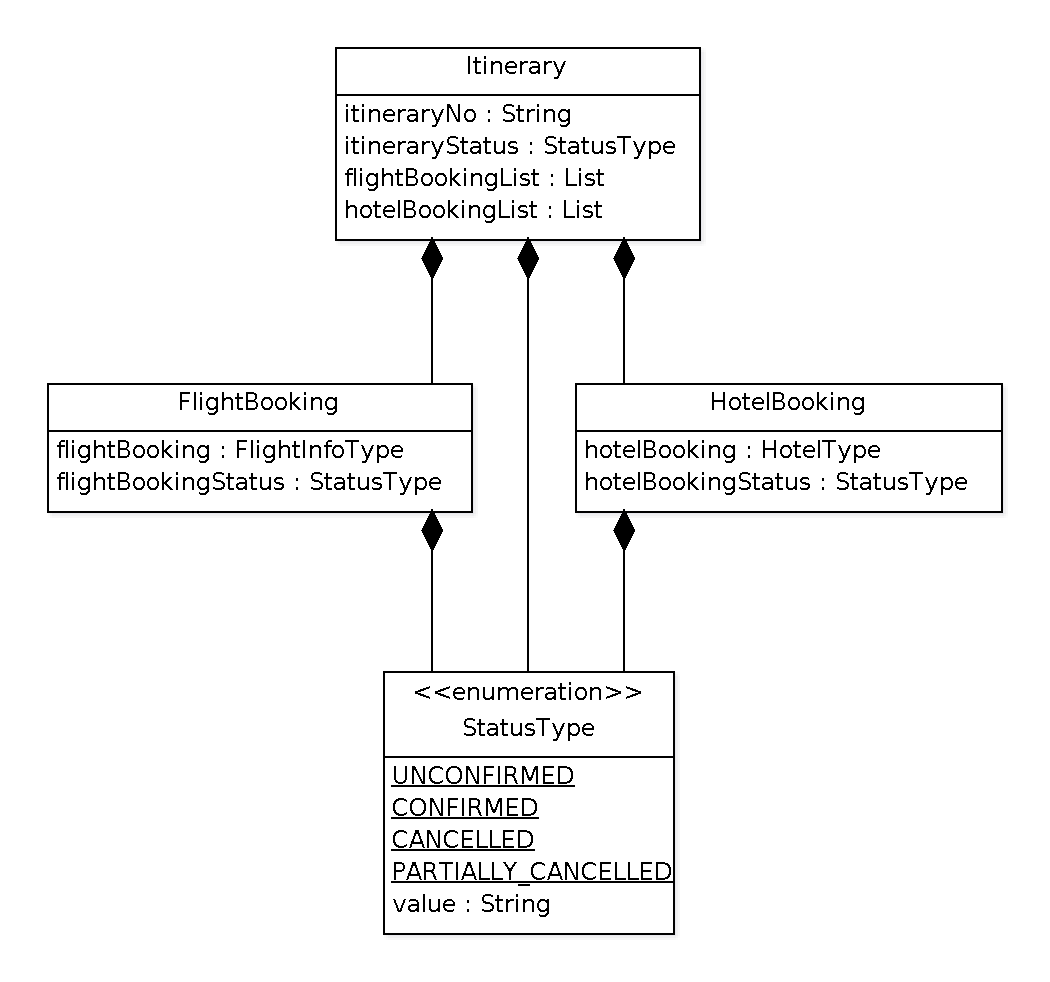 Itinerary
itineraryNo : String
itineraryStatus : StatusType
flightBookingList : List
hotelBookingList : List
FlightBooking
flightBooking : FlightInfoType
flightBookingStatus : StatusType
HotelBooking
hotelBooking : HotelType
hotelBookingStatus : StatusType
<<enumeration>>
StatusType
UNCONFIRMED
CONFIRMED
CANCELLED
PARTIALLY_CANCELLED
value : String